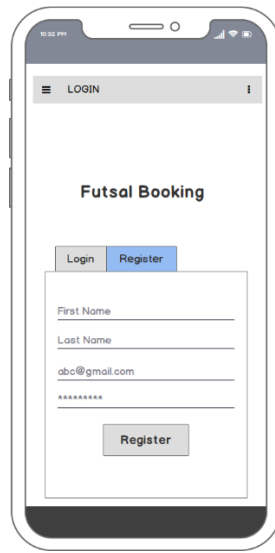 10:32 PM
LOGIN
Futsal Booking
Login Register
First Name
Last Name
abc@gmail.com
*********
Register